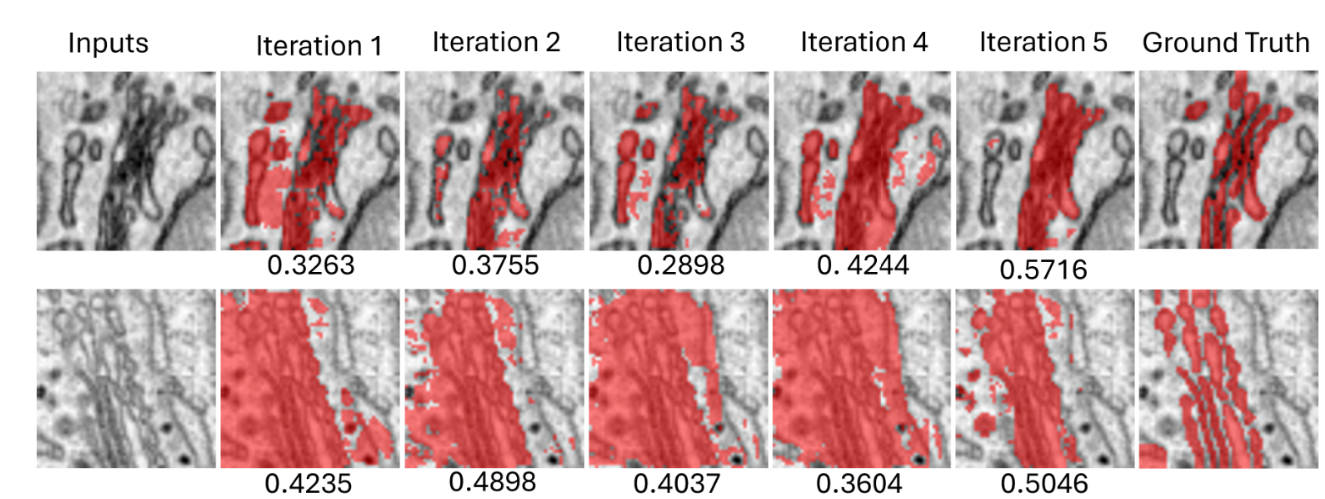 Inputs Iteration 1 Iteration 2 Iteration 3 Iteration 4 Iteration 5 Ground Truth
0.3263 0.3755 0.2898 0. 4244 0.5716
0.4235 0.4898 0.4037 0.3604 0.5046